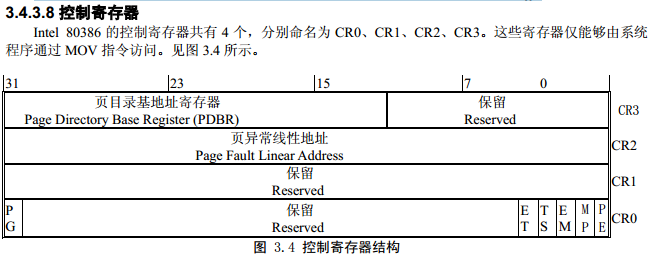 3.4.3.8 控制寄存器
Intel 80386 的控制寄存器共有 4 个，分别命名为 CR0、CR1、CR2、CR3。这些寄存器仅能够由系统
程序通过 MOV 指令访问。见图 3.4 所示。
31 23 15 7 0
页目录基地址寄存器 保留 CR3
Page Directory Base Register (PDBR) Reserved
页异常线性地址 CR2
Page Fault Linear Address
保留 CR1
Reserved
P 保留 E T E M P CR0
G Reserved T S M P E
图 3.4 控制寄存器结构